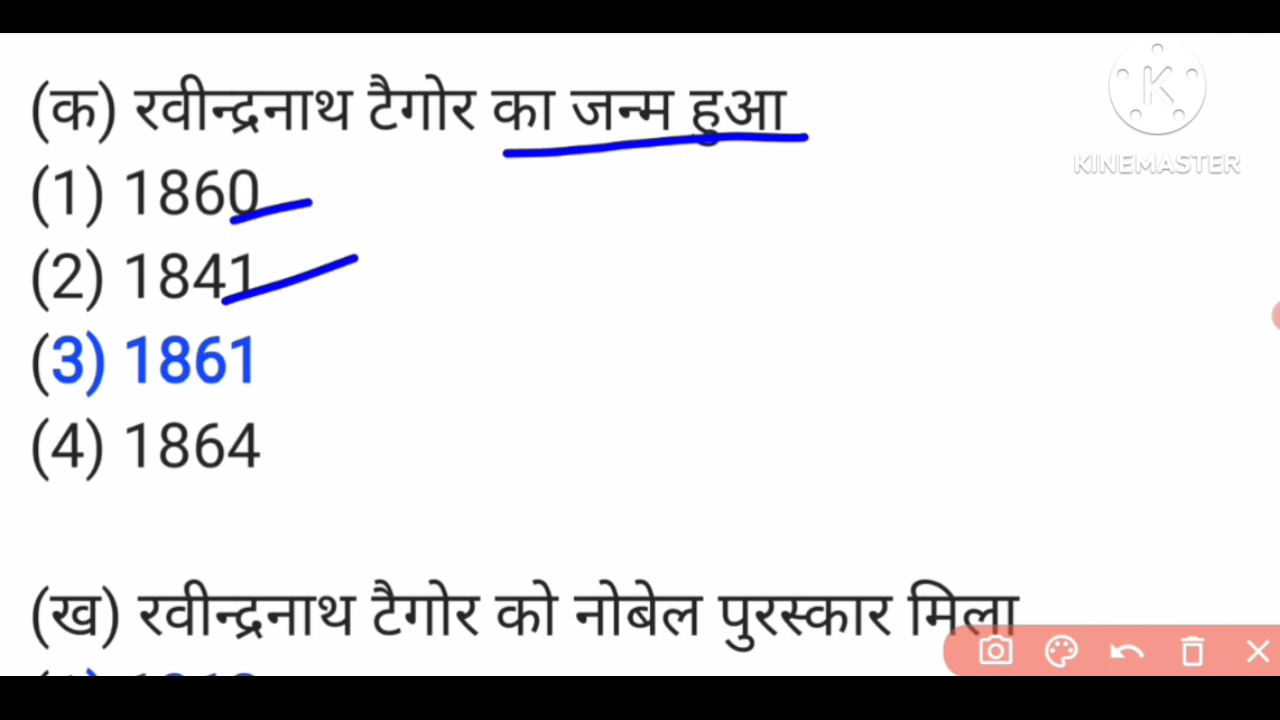 (क) रवीन्द्रनाथ टैगोर का जन्म हुआ
(1) 1860
(2) 1841
(3) 1861
(4) 1864
(ख) रवीन्द्रनाथ टैगोर को नोबेल पुरस्कार मिला
K
KINEMASTER